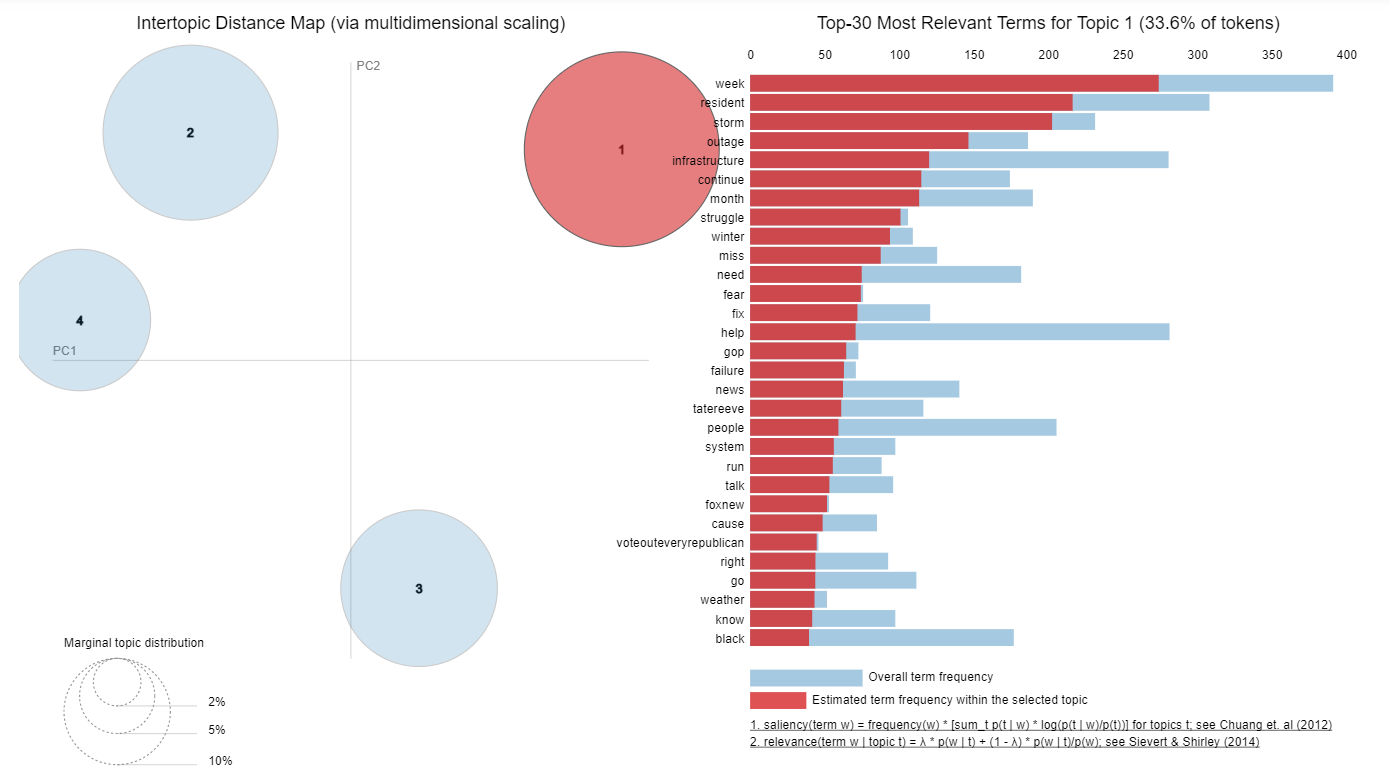 Intertopic Distance Map (via multidimensional scaling)
PC2
PC1
2
1
4
3
Marginal topic distribution
2%
5%
10%
Top-30 Most Relevant Terms for Topic 1 (33.6% of tokens)
0 50 100 150 200 250 300 350 400
week
resident
storm
outage
infrastructure
continue
month
struggle
winter
miss
need
fear
fix
help
gop
failure
news
tatereeve
people
system
run
talk
foxnew
cause
voteouteveryrepublican
right
go
weather
know
black
Overall term frequency
Estimated term frequency within the selected topic
1. saliency(term w) = frequency(w) * [sum_t p(t | w) * log(p(t | w)/p(t))] for topics t; see Chuang et. al (2012)
2. relevance(term w | topic t) = λ * p(w | t) + (1 - λ) * p(w | t)/p(w); see Sievert & Shirley (2014)